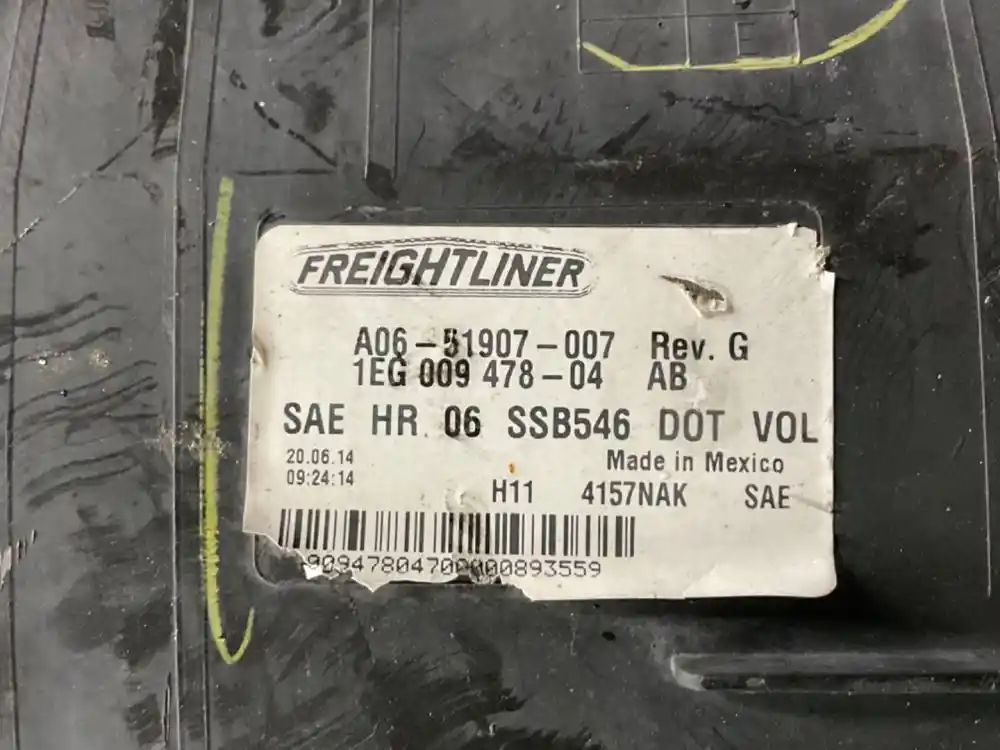 FREIGHTLINER
A06-51907-007 Rev. G
1EG 009 478-04 AB
SAE HR 06 SSB546 DOT VOL
20.06.14 Made in Mexico
09:24:14
H11 4157NAK SAE
9094780470000893559